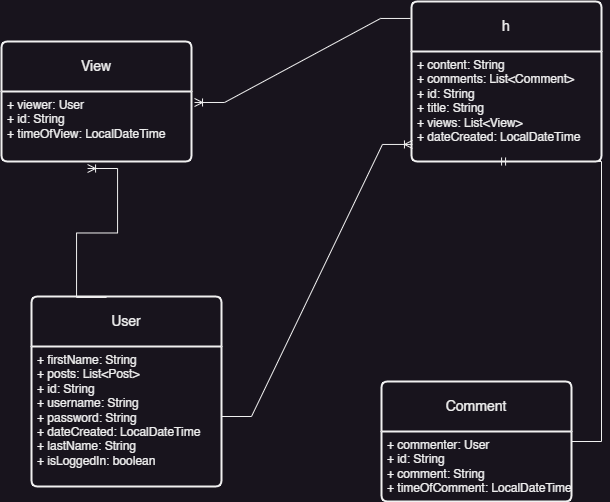 h
+ content: String
+ comments: List<Comment>
+ id: String
+ title: String
+ views: List<View>
+ dateCreated: LocalDateTime
View
+ viewer: User
+ id: String
+ timeOfView: LocalDateTime
User
+ firstName: String
+ posts: List<Post>
+ id: String
+ username: String
+ password: String
+ dateCreated: LocalDateTime
+ lastName: String
+ isLoggedIn: boolean
Comment
+ commenter: User
+ id: String
+ comment: String
+ timeOfComment: LocalDateTime